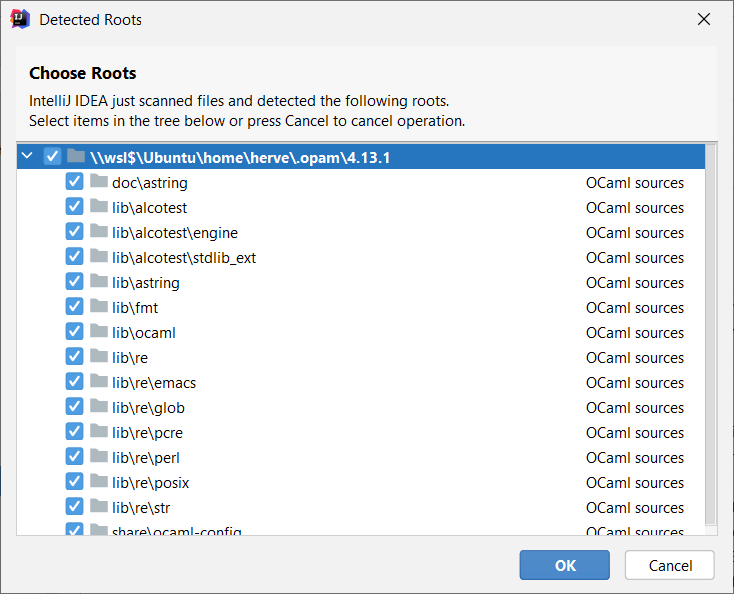 Detected Roots
Choose Roots
IntelliJ IDEA just scanned files and detected the following roots.
Select items in the tree below or press Cancel to cancel operation.
\\wsl$\Ubuntu\home\herve\.opam\4.13.1
doc\astring OCaml sources
lib\alcotest OCaml sources
lib\alcotest\engine OCaml sources
lib\alcotest\stdlib_ext OCaml sources
lib\astring OCaml sources
lib\fmt OCaml sources
lib\ocaml OCaml sources
lib\re OCaml sources
lib\re\emacs OCaml sources
lib\re\glob OCaml sources
lib\re\pcre OCaml sources
lib\re\perl OCaml sources
lib\re\posix OCaml sources
lib\re\str OCaml sources
share\ocaml-config OCaml sources
OK Cancel